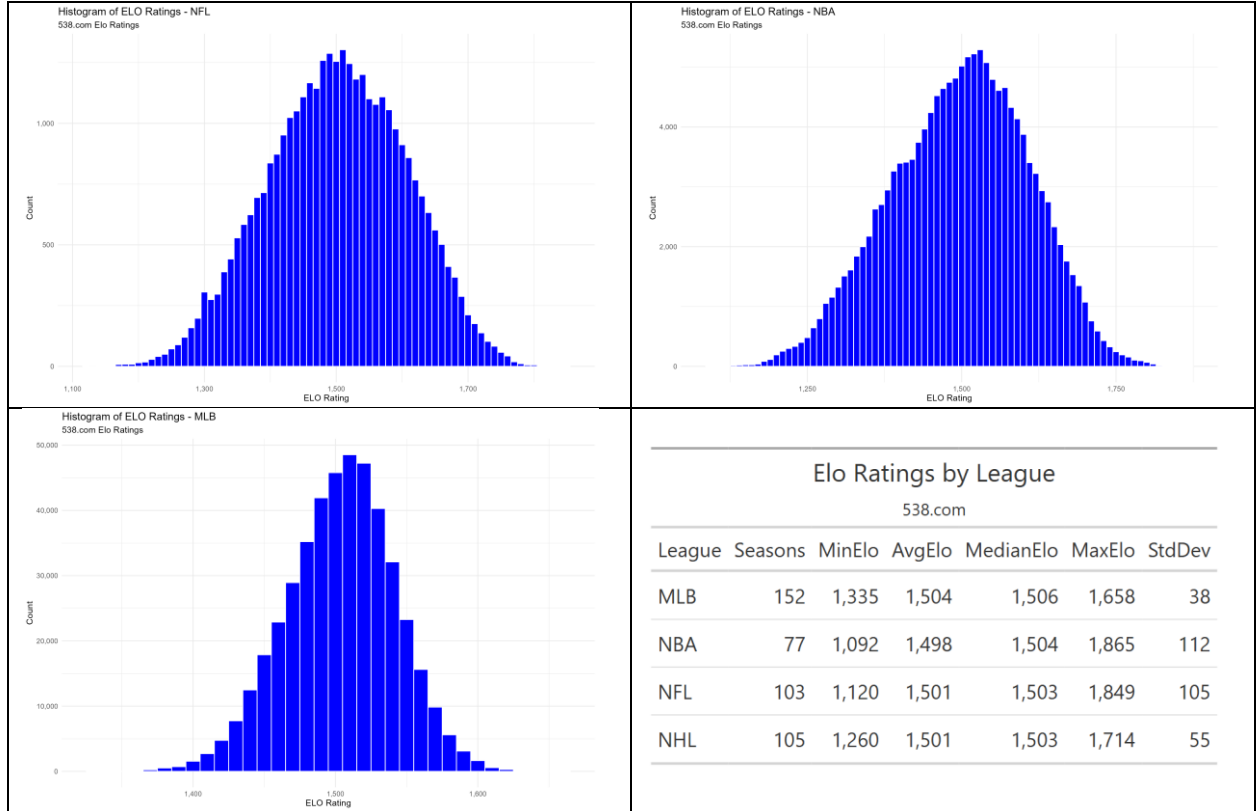 Histogram of ELO Ratings - NFL
538.com Elo Ratings
1,000
500
0
Count
1,100 1,300 1,500 1,700
ELO Rating
Histogram of ELO Ratings - NBA
538.com Elo Ratings
4,000
2,000
0
Count
1,250 1,500 1,750
ELO Rating
Histogram of ELO Ratings - MLB
538.com Elo Ratings
50,000
40,000
30,000
20,000
10,000
0
Count
1,400 1,500 1,600
ELO Rating
Elo Ratings by League
538.com
League Seasons MinElo AvgElo MedianElo MaxElo StdDev
MLB 152 1,335 1,504 1,506 1,658 38
NBA 77 1,092 1,498 1,504 1,865 112
NFL 103 1,120 1,501 1,503 1,849 105
NHL 105 1,260 1,501 1,503 1,714 55